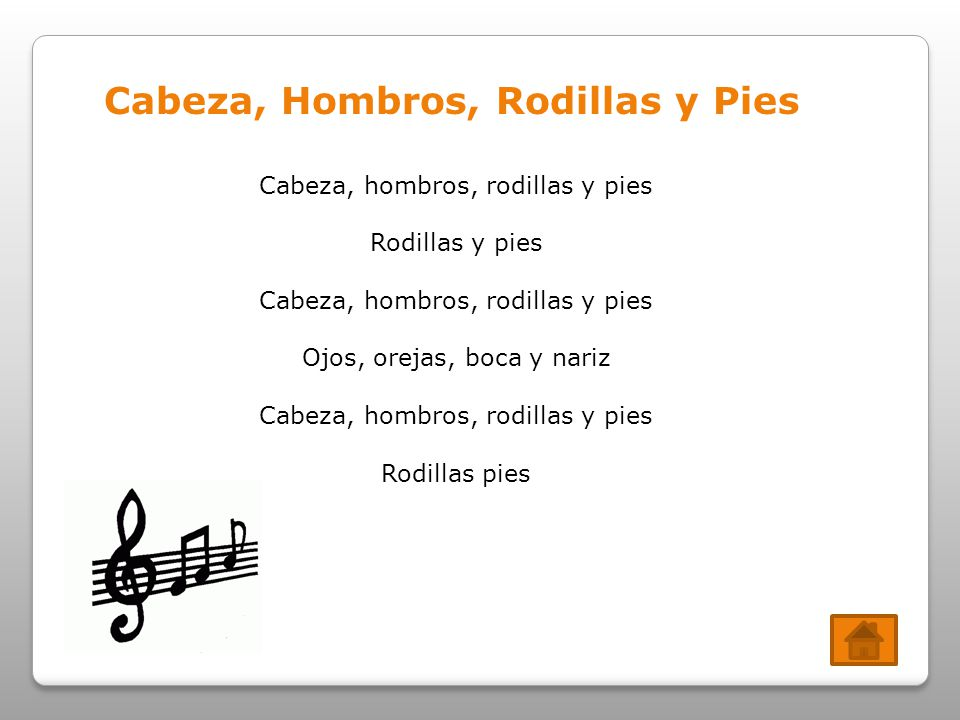 Cabeza, Hombros, Rodillas y Pies
Cabeza, hombros, rodillas y pies
Rodillas y pies
Cabeza, hombros, rodillas y pies
Ojos, orejas, boca y nariz
Cabeza, hombros, rodillas y pies
Rodillas pies